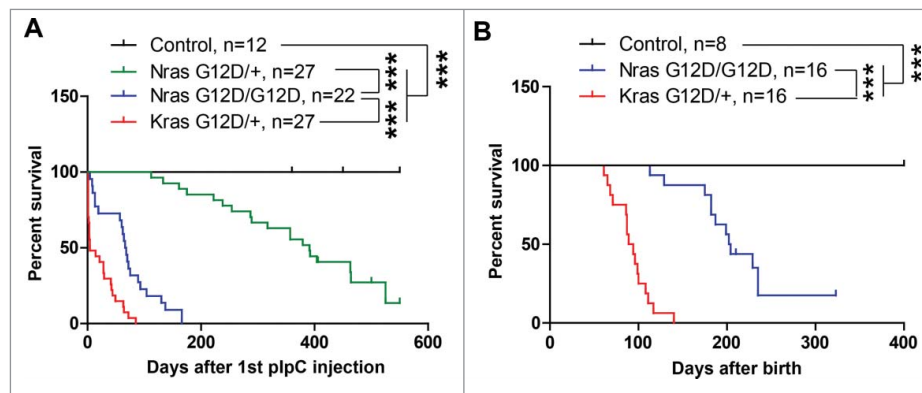 A
Control, n=12
Nras G12D/+, n=27
Nras G12D/G12D, n=22
Kras G12D/+, n=27
***
***
***
150
100
50
0
Percent survival
0 200 400 600
Days after 1st pIpC injection
B
Control, n=8
Nras G12D/G12D, n=16
Kras G12D/+, n=16
***
***
150
100
50
0
Percent survival
0 100 200 300 400
Days after birth